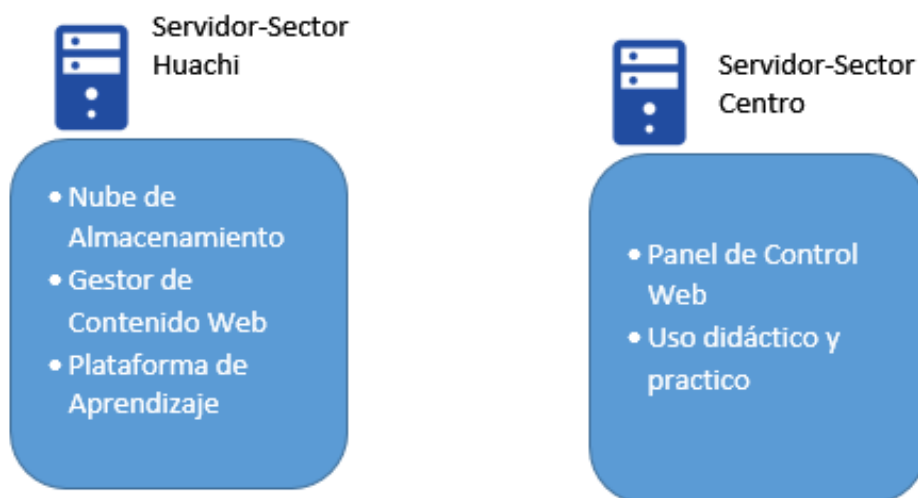 Servidor-Sector
Huachi
• Nube de
Almacenamiento
• Gestor de
Contenido Web
• Plataforma de
Aprendizaje
Servidor-Sector
Centro
• Panel de Control
Web
• Uso didáctico y
practico